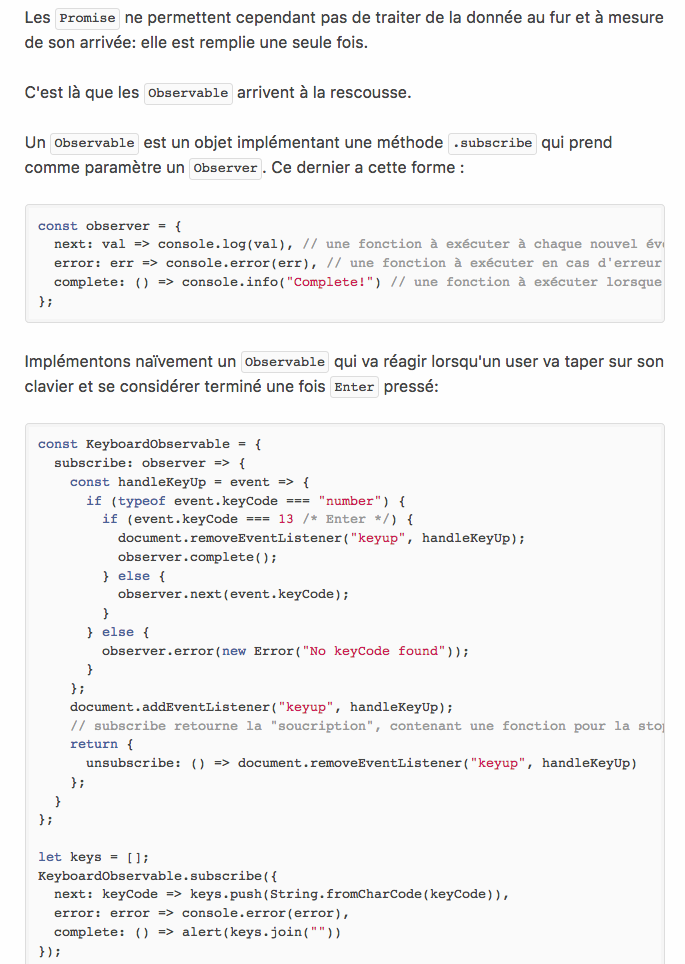 Les Promise ne permettent cependant pas de traiter de la donnée au fur et à mesure
de son arrivée: elle est remplie une seule fois.
C'est là que les Observable arrivent à la rescousse.
Un Observable est un objet implémentant une méthode .subscribe qui prend
comme paramètre un Observer. Ce dernier a cette forme :
const observer = {
  next: val => console.log(val), // une fonction à exécuter à chaque nouvel
  error: err => console.error(err), // une fonction à exécuter en cas d'erreur
  complete: () => console.info("Complete!") // une fonction à exécuter lorsque
};
Implémentons naïvement un Observable qui va réagir lorsqu'un user va taper sur son
clavier et se considérer terminé une fois Enter pressé:
const KeyboardObservable = {
  subscribe: observer => {
    const handleKeyUp = event => {
      if (typeof event.keyCode === "number") {
        if (event.keyCode === 13 /* Enter */) {
          document.removeEventListener("keyup", handleKeyUp);
          observer.complete();
        } else {
          observer.next(event.keyCode);
        }
      } else {
        observer.error(new Error("No keyCode found"));
      }
    };
    document.addEventListener("keyup", handleKeyUp);
    // subscribe retourne la "soucription", contenant une fonction pour la
    return {
      unsubscribe: () => document.removeEventListener("keyup", handleKeyUp)
    };
  }
};
let keys = [];
KeyboardObservable.subscribe({
  next: keyCode => keys.push(String.fromCharCode(keyCode)),
  error: error => console.error(error),
  complete: () => alert(keys.join(""))
});